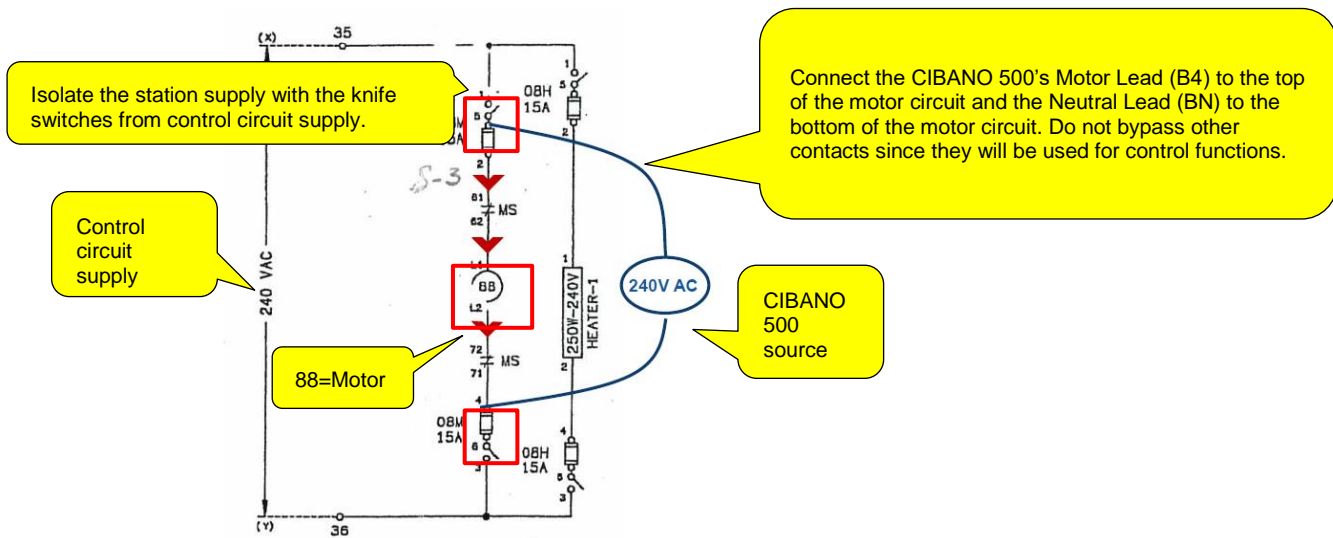 (X)
35
Isolate the station supply with the knife
switches from control circuit supply.
Connect the CIBANO 500's Motor Lead (B4) to the top
of the motor circuit and the Neutral Lead (BN) to the
bottom of the motor circuit. Do not bypass other
contacts since they will be used for control functions.
1
5
2
1
5
08H
15A
2
S-3
61
MS
62
Control
circuit
supply
240 VAC
88
L2
1
250W-240V
HEATER-1
2
240V AC
CIBANO
500
source
88=Motor
72
MS
71
4
08M
15A
6
3
4
08H
15A
5
3
(Y)
36